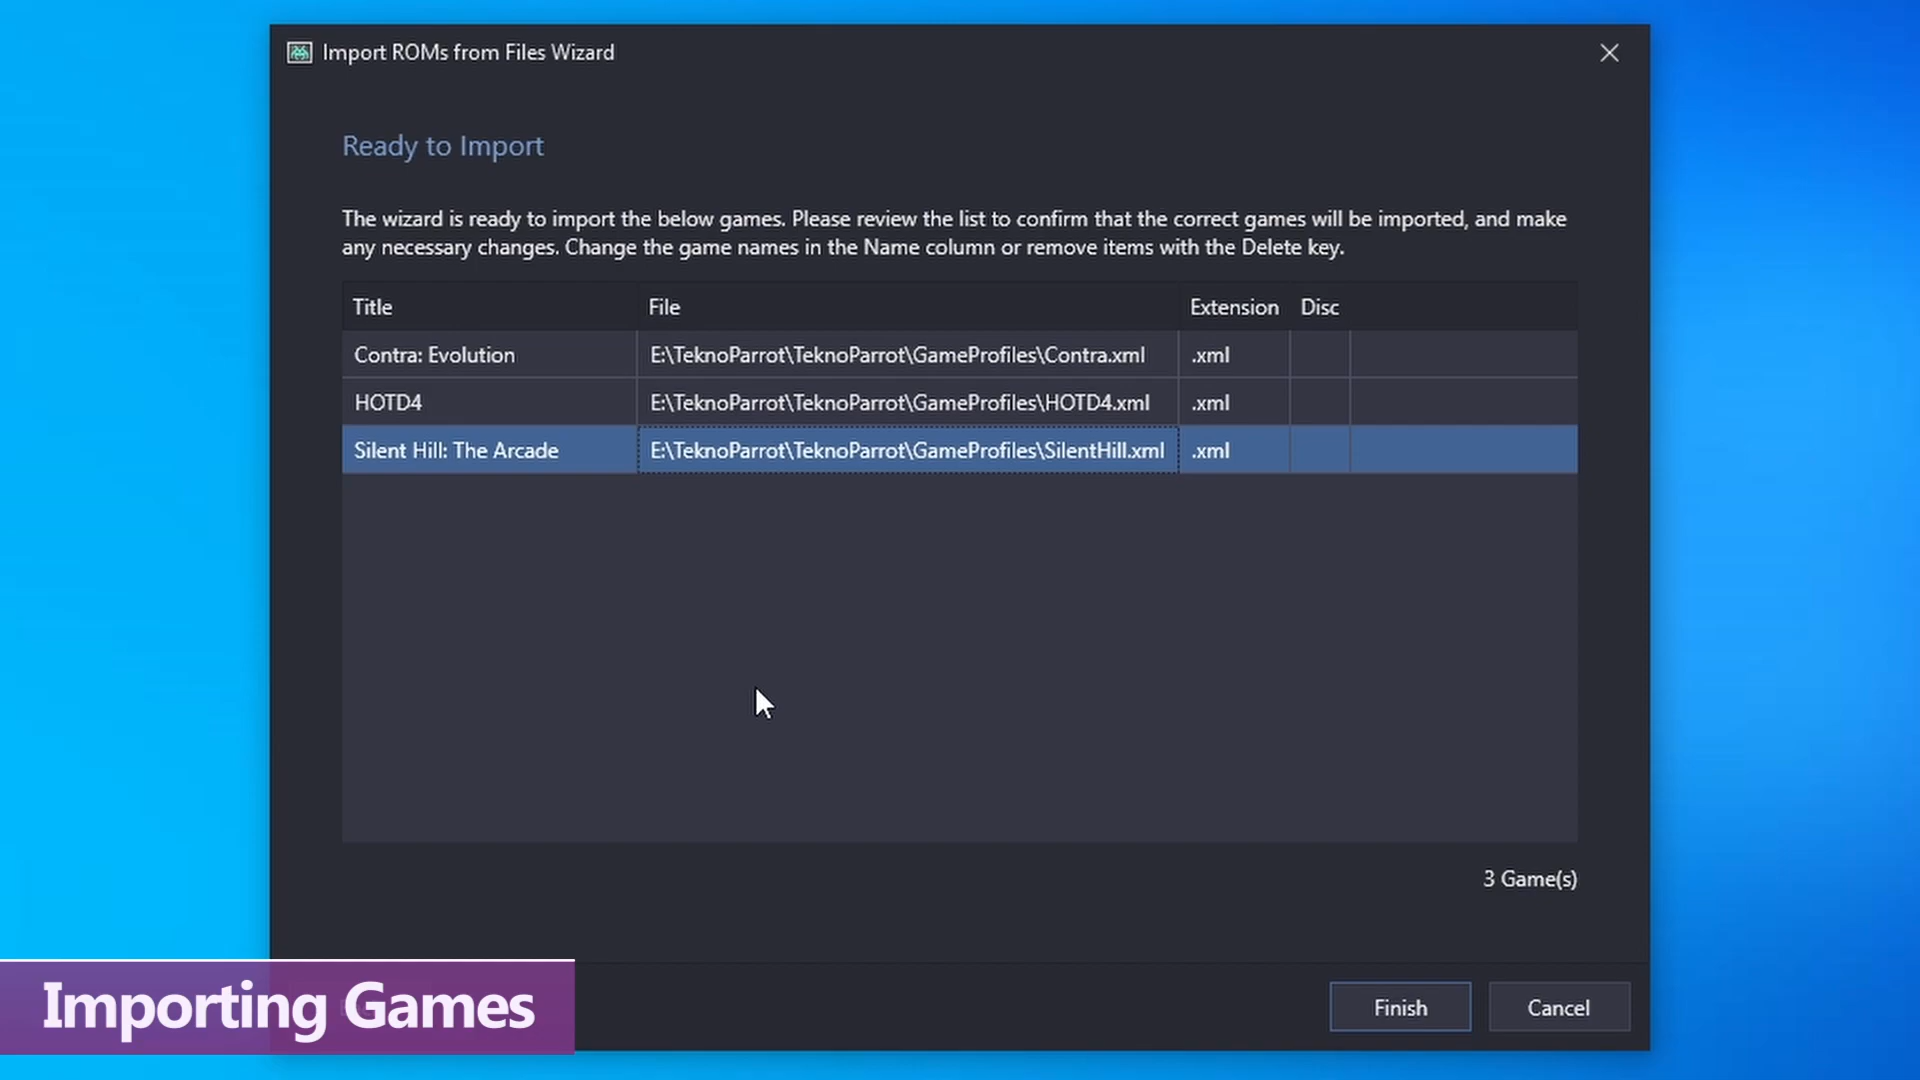 Import ROMs from Files Wizard
Ready to Import
The wizard is ready to import the below games. Please review the list to confirm that the correct games will be imported, and make
any necessary changes. Change the game names in the Name column or remove items with the Delete key.
Title File Extension Disc
Contra: Evolution E:\TeknoParrot\TeknoParrot\GameProfiles\Contra.xml .xml
HOTD4 E:\TeknoParrot\TeknoParrot\GameProfiles\HOTD4.xml .xml
Silent Hill: The Arcade E:\TeknoParrot\TeknoParrot\GameProfiles\SilentHill.xml .xml
3 Game(s)
Importing Games
Finish Cancel